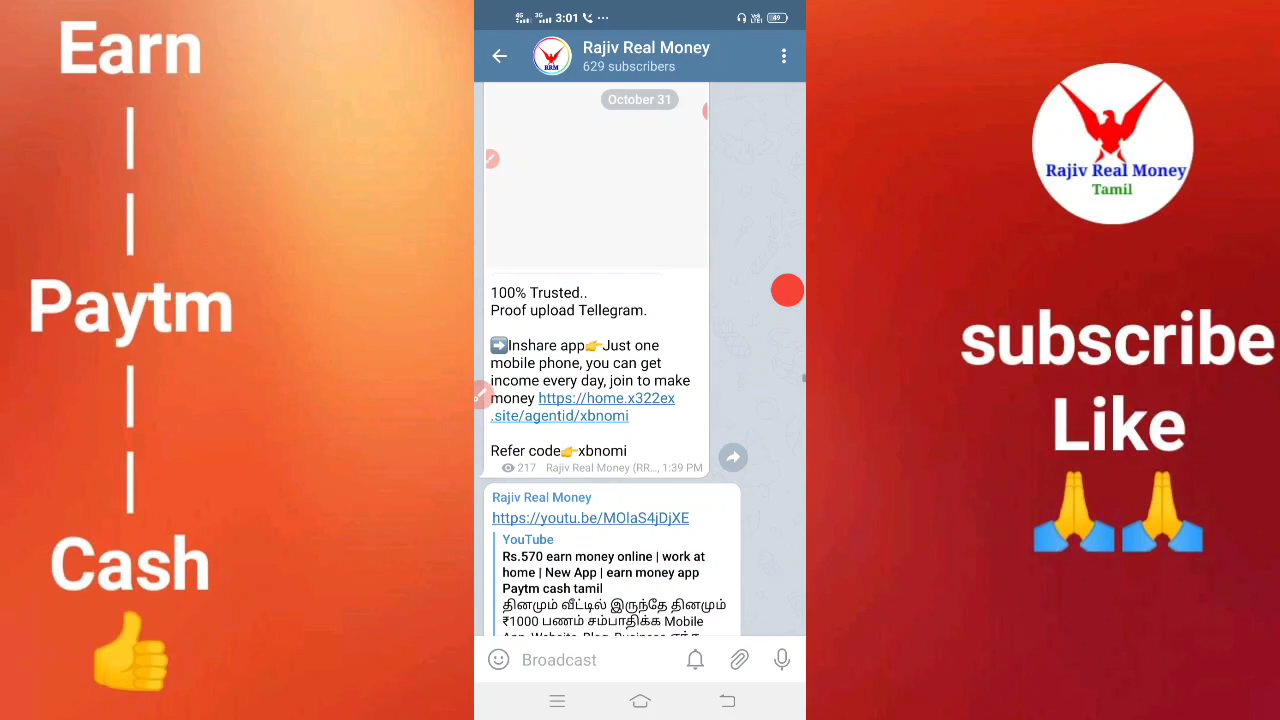 Earn
Paytm
Cash
3:01
49
Rajiv Real Money
629 subscribers
October 31
100% Trusted..
Proof upload Tellegram.
➡️Inshare app👉Just one
mobile phone, you can get
income every day, join to make
money https://home.x322ex
.site/agentid/xbnomi
Refer code👉xbnomi
217 Rajiv Real Money (RR..., 1:39 PM
Rajiv Real Money
https://youtu.be/MOlaS4jDjXE
YouTube
Rs.570 earn money online | work at
home | New App | earn money app
Paytm cash tamil
தினமும் வீட்டில் இருந்தே தினமும்
₹1000 பணம் சம்பாதிக்க Mobile
Broadcast
RRM
Rajiv Real Money
Tamil
subscribe
Like